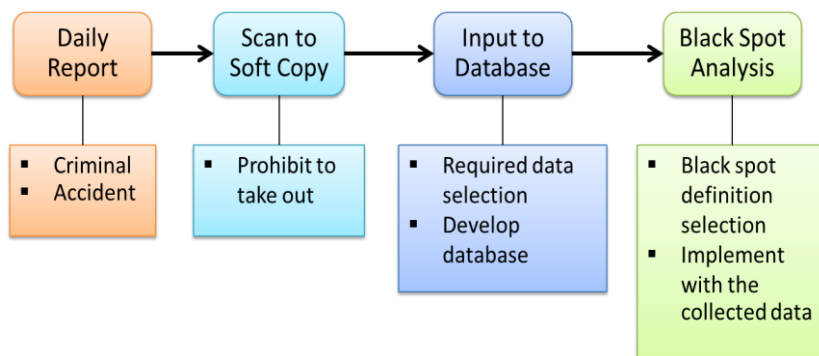 Daily
Report
Scan to
Soft Copy
Input to
Database
Black Spot
Analysis
▪ Criminal
▪ Accident
▪ Prohibit to
take out
▪ Required data
selection
▪ Develop
database
▪ Black spot
definition
selection
▪ Implement
with the
collected data